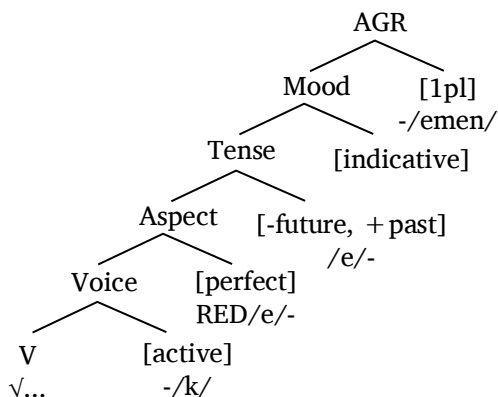 AGR
Mood [1pl]
-/emen/
Tense [indicative]
Aspect [-future, +past]
/e/-
Voice [perfect]
RED/e/-
V [active]
√... -/k/